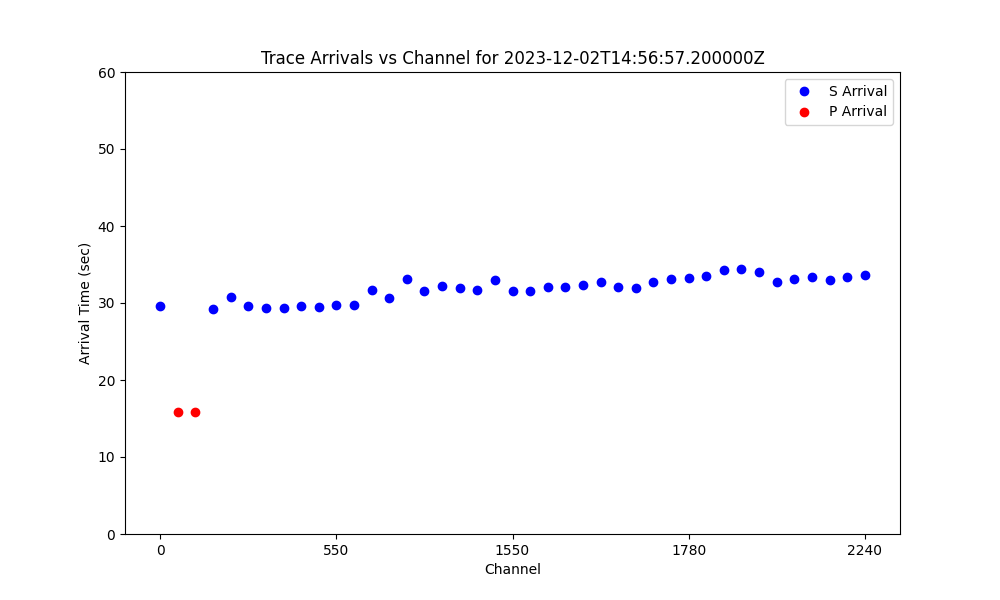 Trace Arrivals vs Channel for 2023-12-02T14:56:57.200000Z
S Arrival
P Arrival
60
50
40
30
20
10
0
Arrival Time (sec)
0 550 1550 1780 2240
Channel